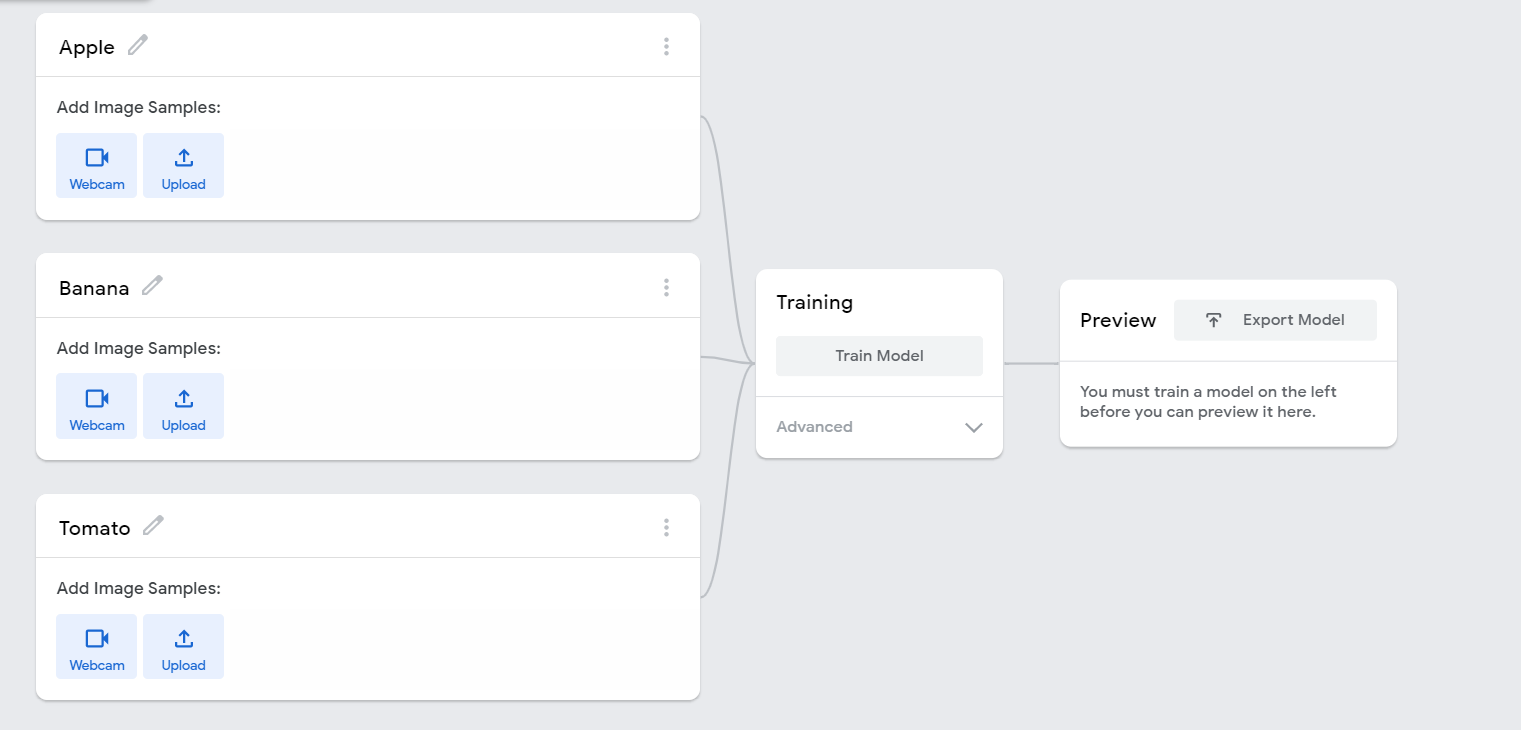 Apple
Add Image Samples:
Webcam Upload
Banana
Add Image Samples:
Webcam Upload
Tomato
Add Image Samples:
Webcam Upload
Training
Train Model
Advanced
Preview Export Model
You must train a model on the left
before you can preview it here.